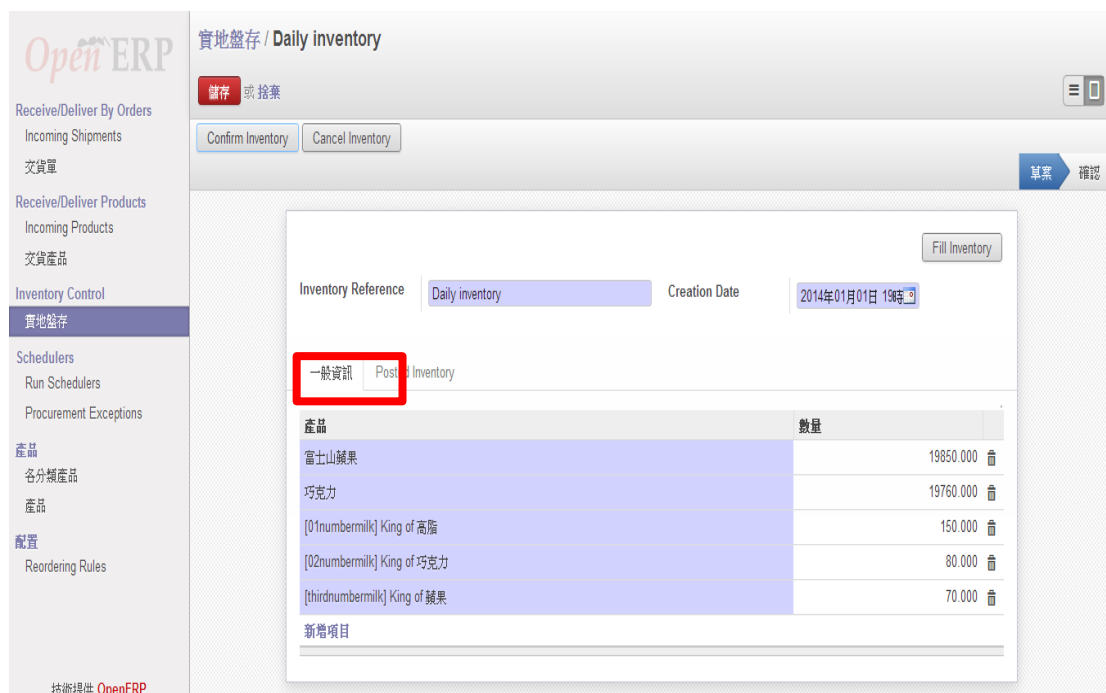 Open ERP
Receive/Deliver By Orders
Incoming Shipments
交貨單
Receive/Deliver Products
Incoming Products
交貨產品
Inventory Control
實地盤存
Schedulers
Run Schedulers
Procurement Exceptions
產品
各分類產品
產品
配置
Reordering Rules
技術提供 OpenERP
實地盤存 / Daily inventory
儲存 或 捨棄
Confirm Inventory Cancel Inventory
草案 確認
Fill Inventory
Inventory Reference Daily inventory Creation Date 2014年01月01日 19時
一般資訊 Posted Inventory
產品 數量
富士山蘋果 19850.000
巧克力 19760.000
[01numbermilk] King of 高脂 150.000
[02numbermilk] King of 巧克力 80.000
[thirdnumbermilk] King of 蘋果 70.000
新增項目